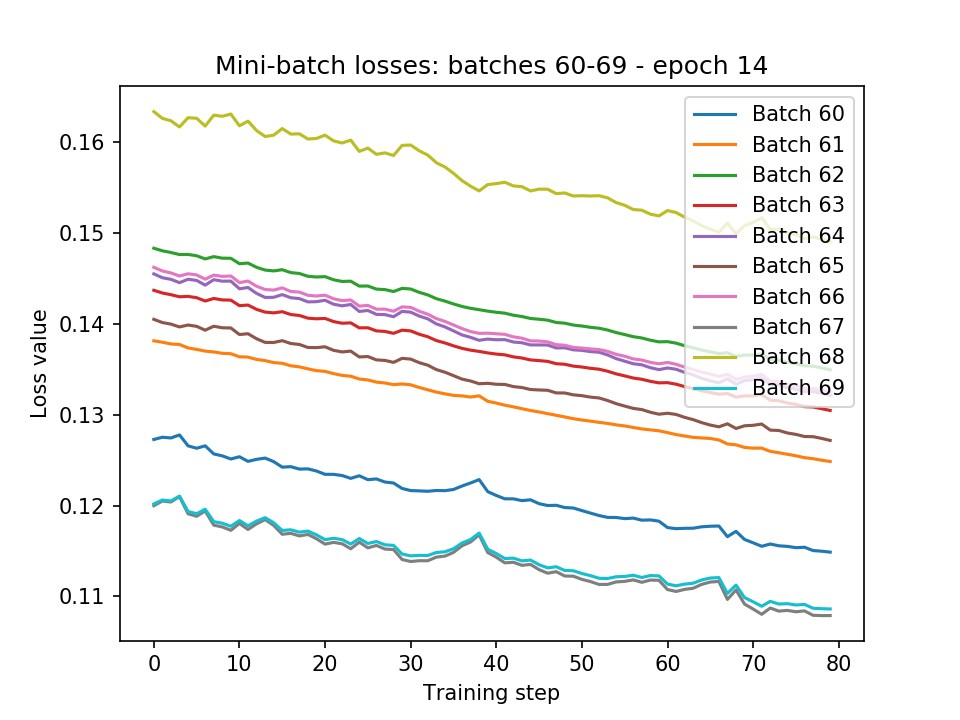 Mini-batch losses: batches 60-69 - epoch 14
Loss value
0.16
0.15
0.14
0.13
0.12
0.11
0 10 20 30 40 50 60 70 80
Training step
Batch 60
Batch 61
Batch 62
Batch 63
Batch 64
Batch 65
Batch 66
Batch 67
Batch 68
Batch 69